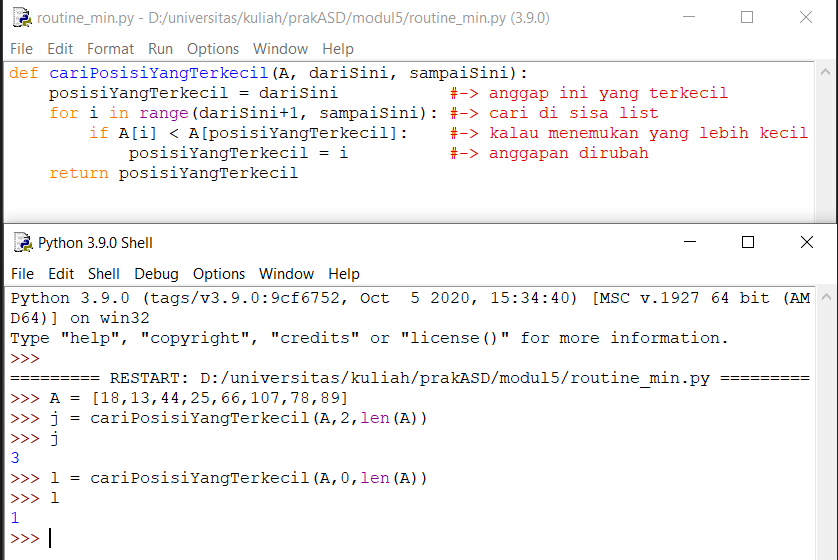 routine_min.py - D:/universitas/kuliah/prakASD/modul5/routine_min.py (3.9.0)
File Edit Format Run Options Window Help
def cariPosisiYangTerkecil(A, dariSini, sampaiSini):
    posisiYangTerkecil = dariSini           #-> anggap ini yang terkecil
    for i in range(dariSini+1, sampaiSini): #-> cari di sisa list
        if A[i] < A[posisiYangTerkecil]:    #-> kalau menemukan yang lebih kecil
            posisiYangTerkecil = i          #-> anggapan dirubah
    return posisiYangTerkecil
Python 3.9.0 Shell
File Edit Shell Debug Options Window Help
Python 3.9.0 (tags/v3.9.0:9cf6752, Oct  5 2020, 15:34:40) [MSC v.1927 64 bit (AM
D64)] on win32
Type "help", "copyright", "credits" or "license()" for more information.
>>>
========= RESTART: D:/universitas/kuliah/prakASD/modul5/routine_min.py =========
>>> A = [18,13,44,25,66,107,78,89]
>>> j = cariPosisiYangTerkecil(A,2,len(A))
>>> j
3
>>> l = cariPosisiYangTerkecil(A,0,len(A))
>>> l
1
>>>